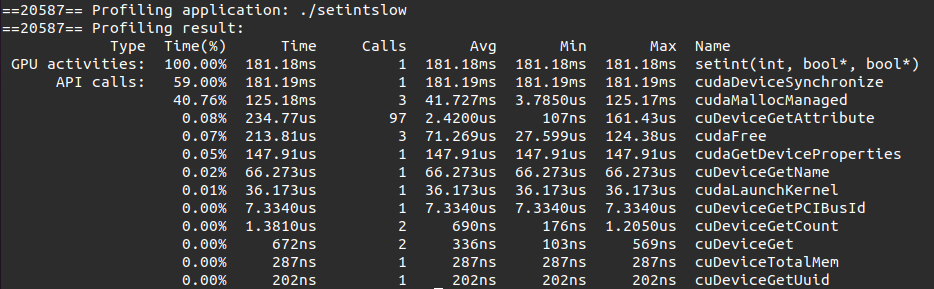 ==20587== Profiling application: ./setintslow
==20587== Profiling result:
Type Time(%) Time Calls Avg Min Max Name
GPU activities: 100.00% 181.18ms 1 181.18ms 181.18ms 181.18ms setint(int, bool*, bool*)
API calls: 59.00% 181.19ms 1 181.19ms 181.19ms 181.19ms cudaDeviceSynchronize
40.76% 125.18ms 3 41.727ms 3.7850us 125.17ms cudaMallocManaged
0.08% 234.77us 97 2.4200us 107ns 161.43us cuDeviceGetAttribute
0.07% 213.81us 3 71.269us 27.599us 124.38us cudaFree
0.05% 147.91us 1 147.91us 147.91us 147.91us cudaGetDeviceProperties
0.02% 66.273us 1 66.273us 66.273us 66.273us cuDeviceGetName
0.01% 36.173us 1 36.173us 36.173us 36.173us cudaLaunchKernel
0.00% 7.3340us 1 7.3340us 7.3340us 7.3340us cuDeviceGetPCIBusId
0.00% 1.3810us 2 690ns 176ns 1.2050us cuDeviceGetCount
0.00% 672ns 2 336ns 103ns 569ns cuDeviceGet
0.00% 287ns 1 287ns 287ns 287ns cuDeviceTotalMem
0.00% 202ns 1 202ns 202ns 202ns cuDeviceGetUuid